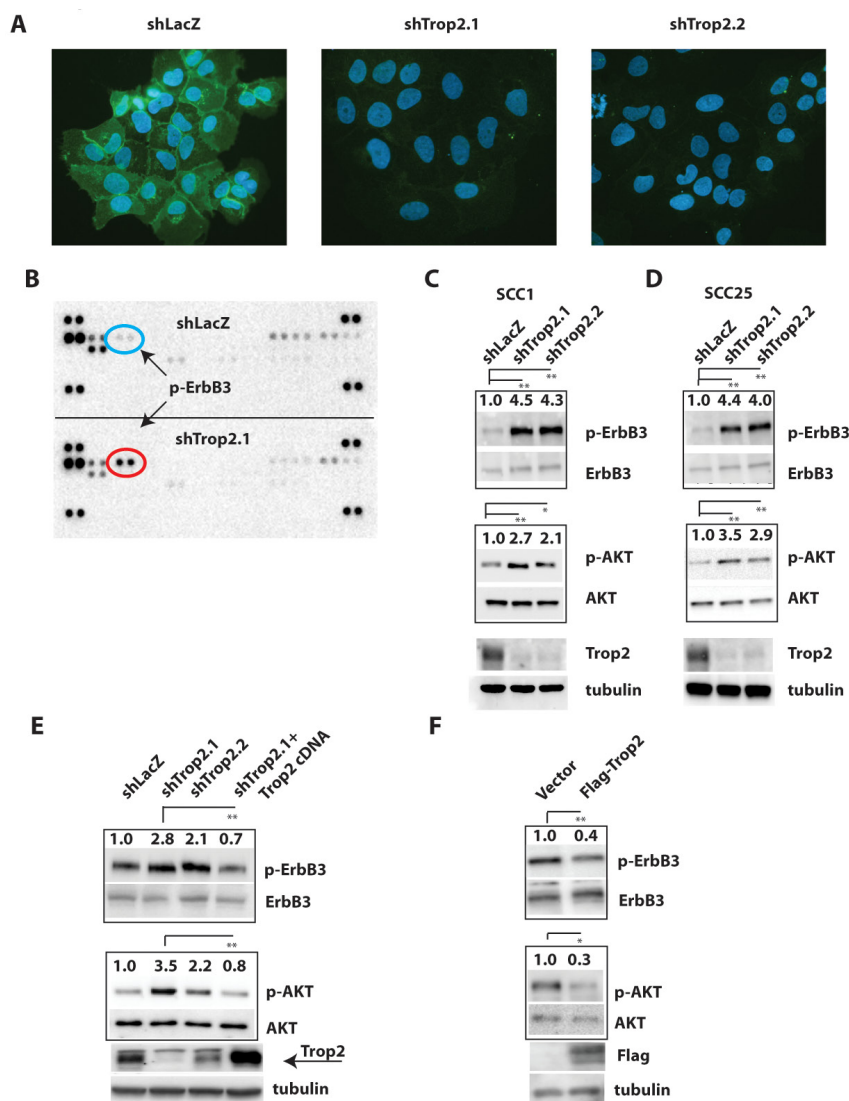 A
shLacZ
shTrop2.1
shTrop2.2
B
shLacZ
p-ErbB3
shTrop2.1
C
SCC1
shLacZ
shTrop2.1
shTrop2.2
**
**
1.0 4.5 4.3
p-ErbB3
ErbB3
*
**
1.0 2.7 2.1
p-AKT
AKT
Trop2
tubulin
D
SCC25
shLacZ
shTrop2.1
shTrop2.2
**
**
1.0 4.4 4.0
p-ErbB3
ErbB3
**
**
1.0 3.5 2.9
p-AKT
AKT
Trop2
tubulin
E
shLacZ
shTrop2.1
shTrop2.2
shTrop2.1+
Trop2 cDNA
**
1.0 2.8 2.1 0.7
p-ErbB3
ErbB3
**
1.0 3.5 2.2 0.8
p-AKT
AKT
Trop2
tubulin
F
Vector
Flag-Trop2
**
1.0 0.4
p-ErbB3
ErbB3
*
1.0 0.3
p-AKT
AKT
Flag
tubulin